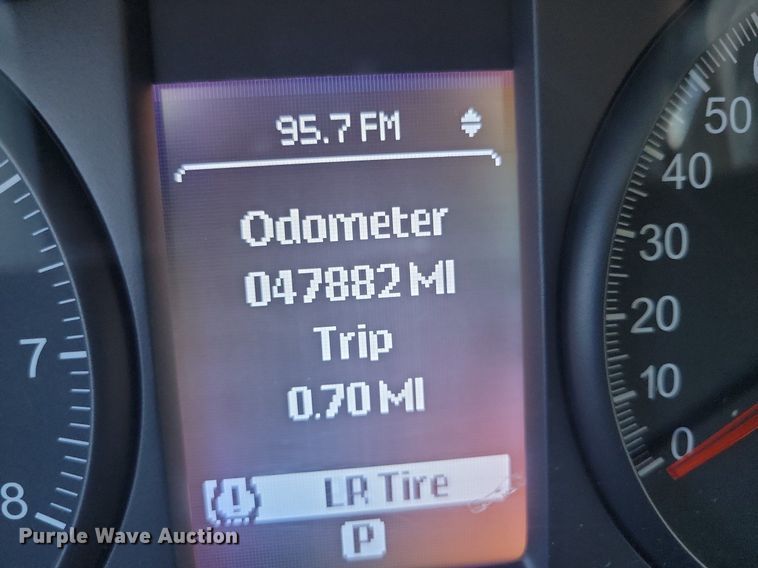 95.7 FM
Odometer
047882 MI
Trip
0.70 MI
LR Tire
P
7
8
50
40
30
20
10
0
Purple Wave Auction®